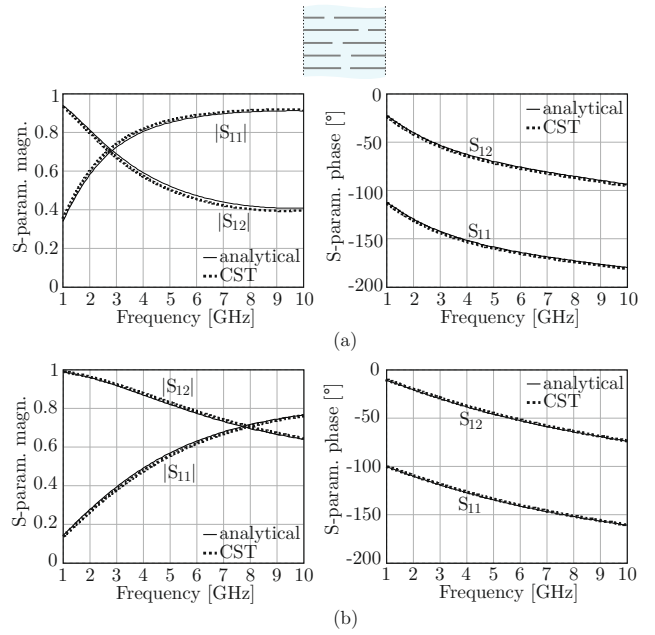 S-param. magn.
1
0.8
0.6
0.4
0.2
0
|S11|
|S12|
analytical
CST
1 2 3 4 5 6 7 8 9 10
Frequency [GHz]
S-param. phase [°]
0
-50
-100
-150
-200
analytical
CST
S12
S11
1 2 3 4 5 6 7 8 9 10
Frequency [GHz]
(a)
S-param. magn.
1
0.8
0.6
0.4
0.2
0
|S12|
|S11|
analytical
CST
1 2 3 4 5 6 7 8 9 10
Frequency [GHz]
S-param. phase [°]
0
-50
-100
-150
-200
analytical
CST
S12
S11
1 2 3 4 5 6 7 8 9 10
Frequency [GHz]
(b)